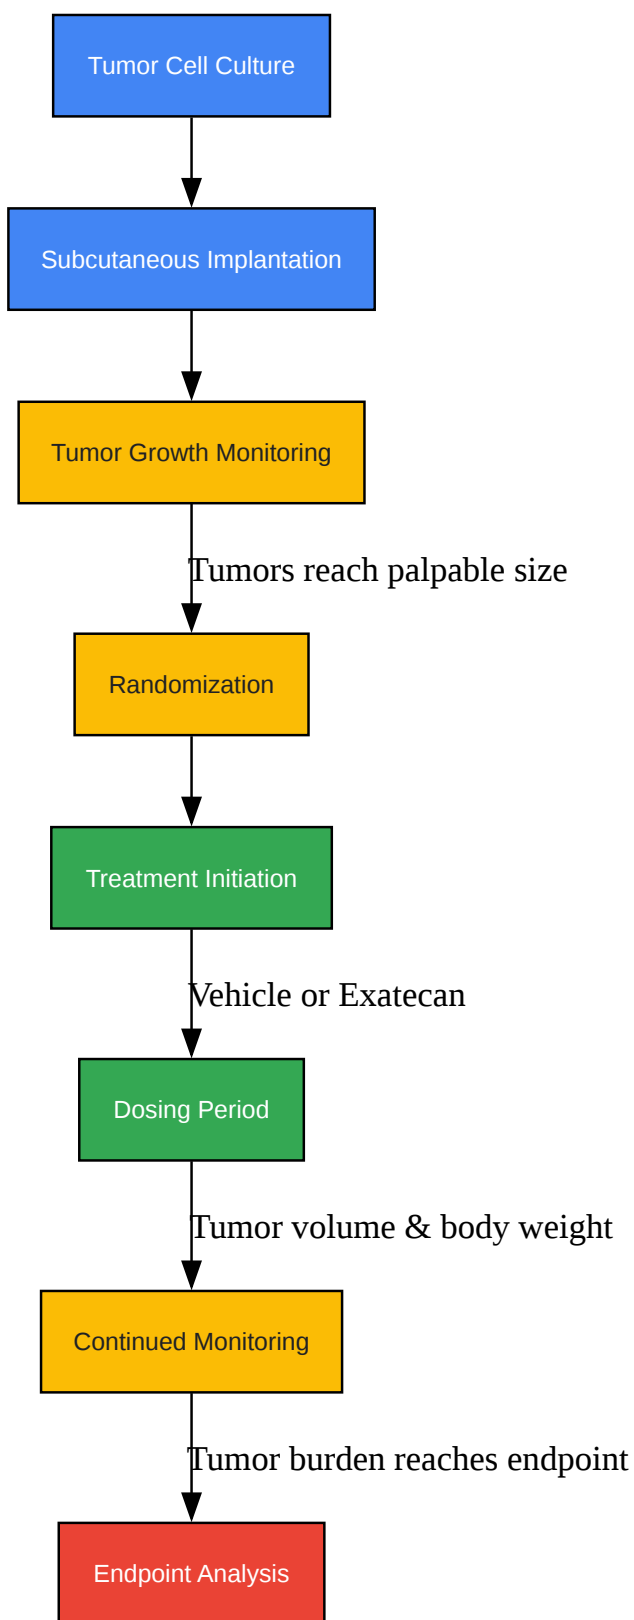 Tumor Cell Culture
Subcutaneous Implantation
Tumor Growth Monitoring
Tumors reach palpable size
Randomization
Treatment Initiation
Vehicle or Exatecan
Dosing Period
Tumor volume & body weight
Continued Monitoring
Tumor burden reaches endpoint
Endpoint Analysis